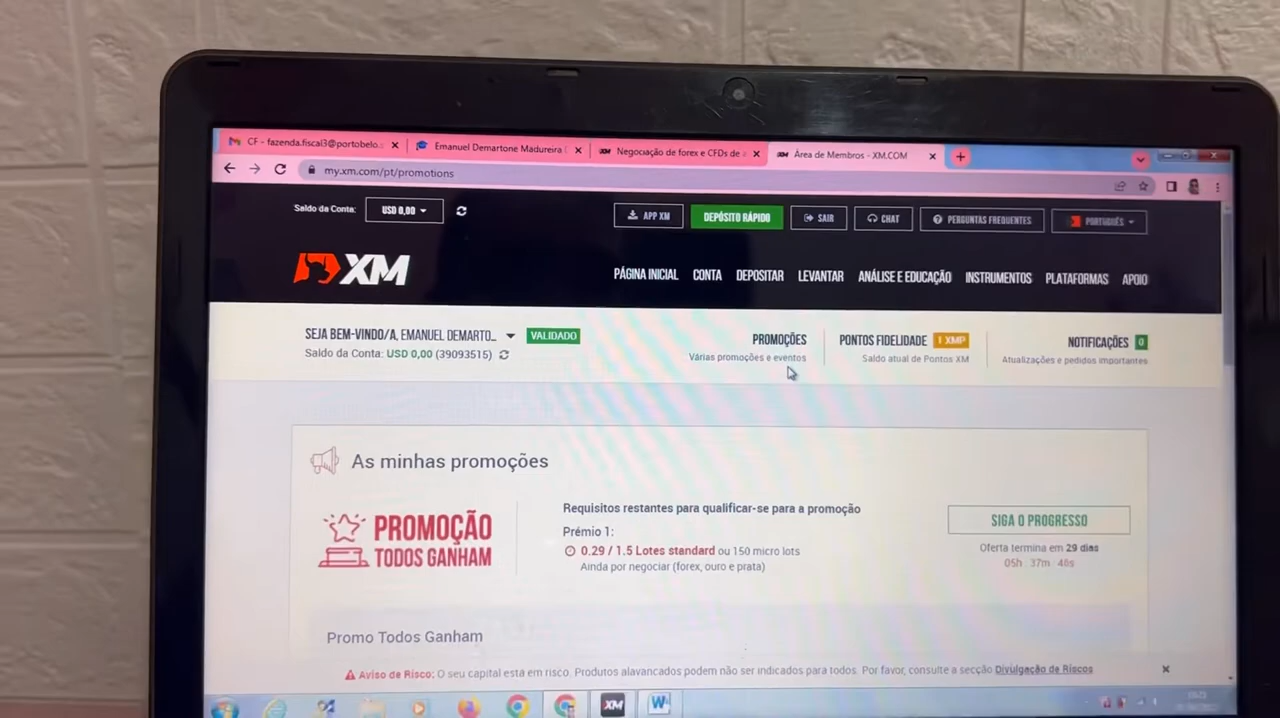 CF - fazenda.fiscal3@portobelo.
Emanuel Demartone Madureira
Negociação de forex e CFDs de
Área de Membros - XM.COM
my.xm.com/pt/promotions
Saldo da Conta: USD 0,00
APP XM
DEPÓSITO RÁPIDO
SAIR
CHAT
PERGUNTAS FREQUENTES
PORTUGUÊS
XM
PÁGINA INICIAL CONTA DEPOSITAR LEVANTAR ANÁLISE E EDUCAÇÃO INSTRUMENTOS PLATAFORMAS APOIO
SEJA BEM-VINDO/A, EMANUEL DEMARTO... VALIDADO
Saldo da Conta: USD 0,00 (39093515)
PROMOÇÕES
Várias promoções e eventos
PONTOS FIDELIDADE 1 XMP
Saldo atual de Pontos XM
NOTIFICAÇÕES 0
Atualizações e pedidos importantes
As minhas promoções
PROMOÇÃO
TODOS GANHAM
Requisitos restantes para qualificar-se para a promoção
Prémio 1:
0.29 / 1.5 Lotes standard ou 150 micro lots
Ainda por negociar (forex, ouro e prata)
SIGA O PROGRESSO
Oferta termina em 29 dias
05h : 37m : 46s
Promo Todos Ganham
Aviso de Risco: O seu capital está em risco. Produtos alavancados podem não ser indicados para todos. Por favor, consulte a secção Divulgação de Riscos
XM
W